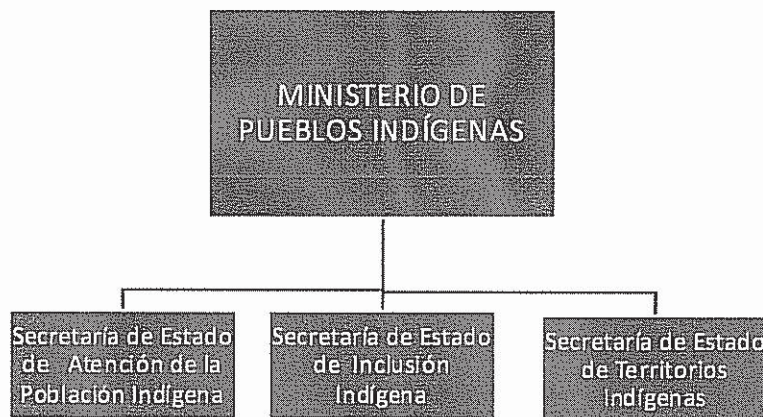 MINISTERIO DE
PUEBLOS INDÍGENAS
Secretaría de Estado
de Atención de la
Población Indígena
Secretaría de Estado
de Inclusión
Indígena
Secretaría de Estado
de Territorios
Indígenas